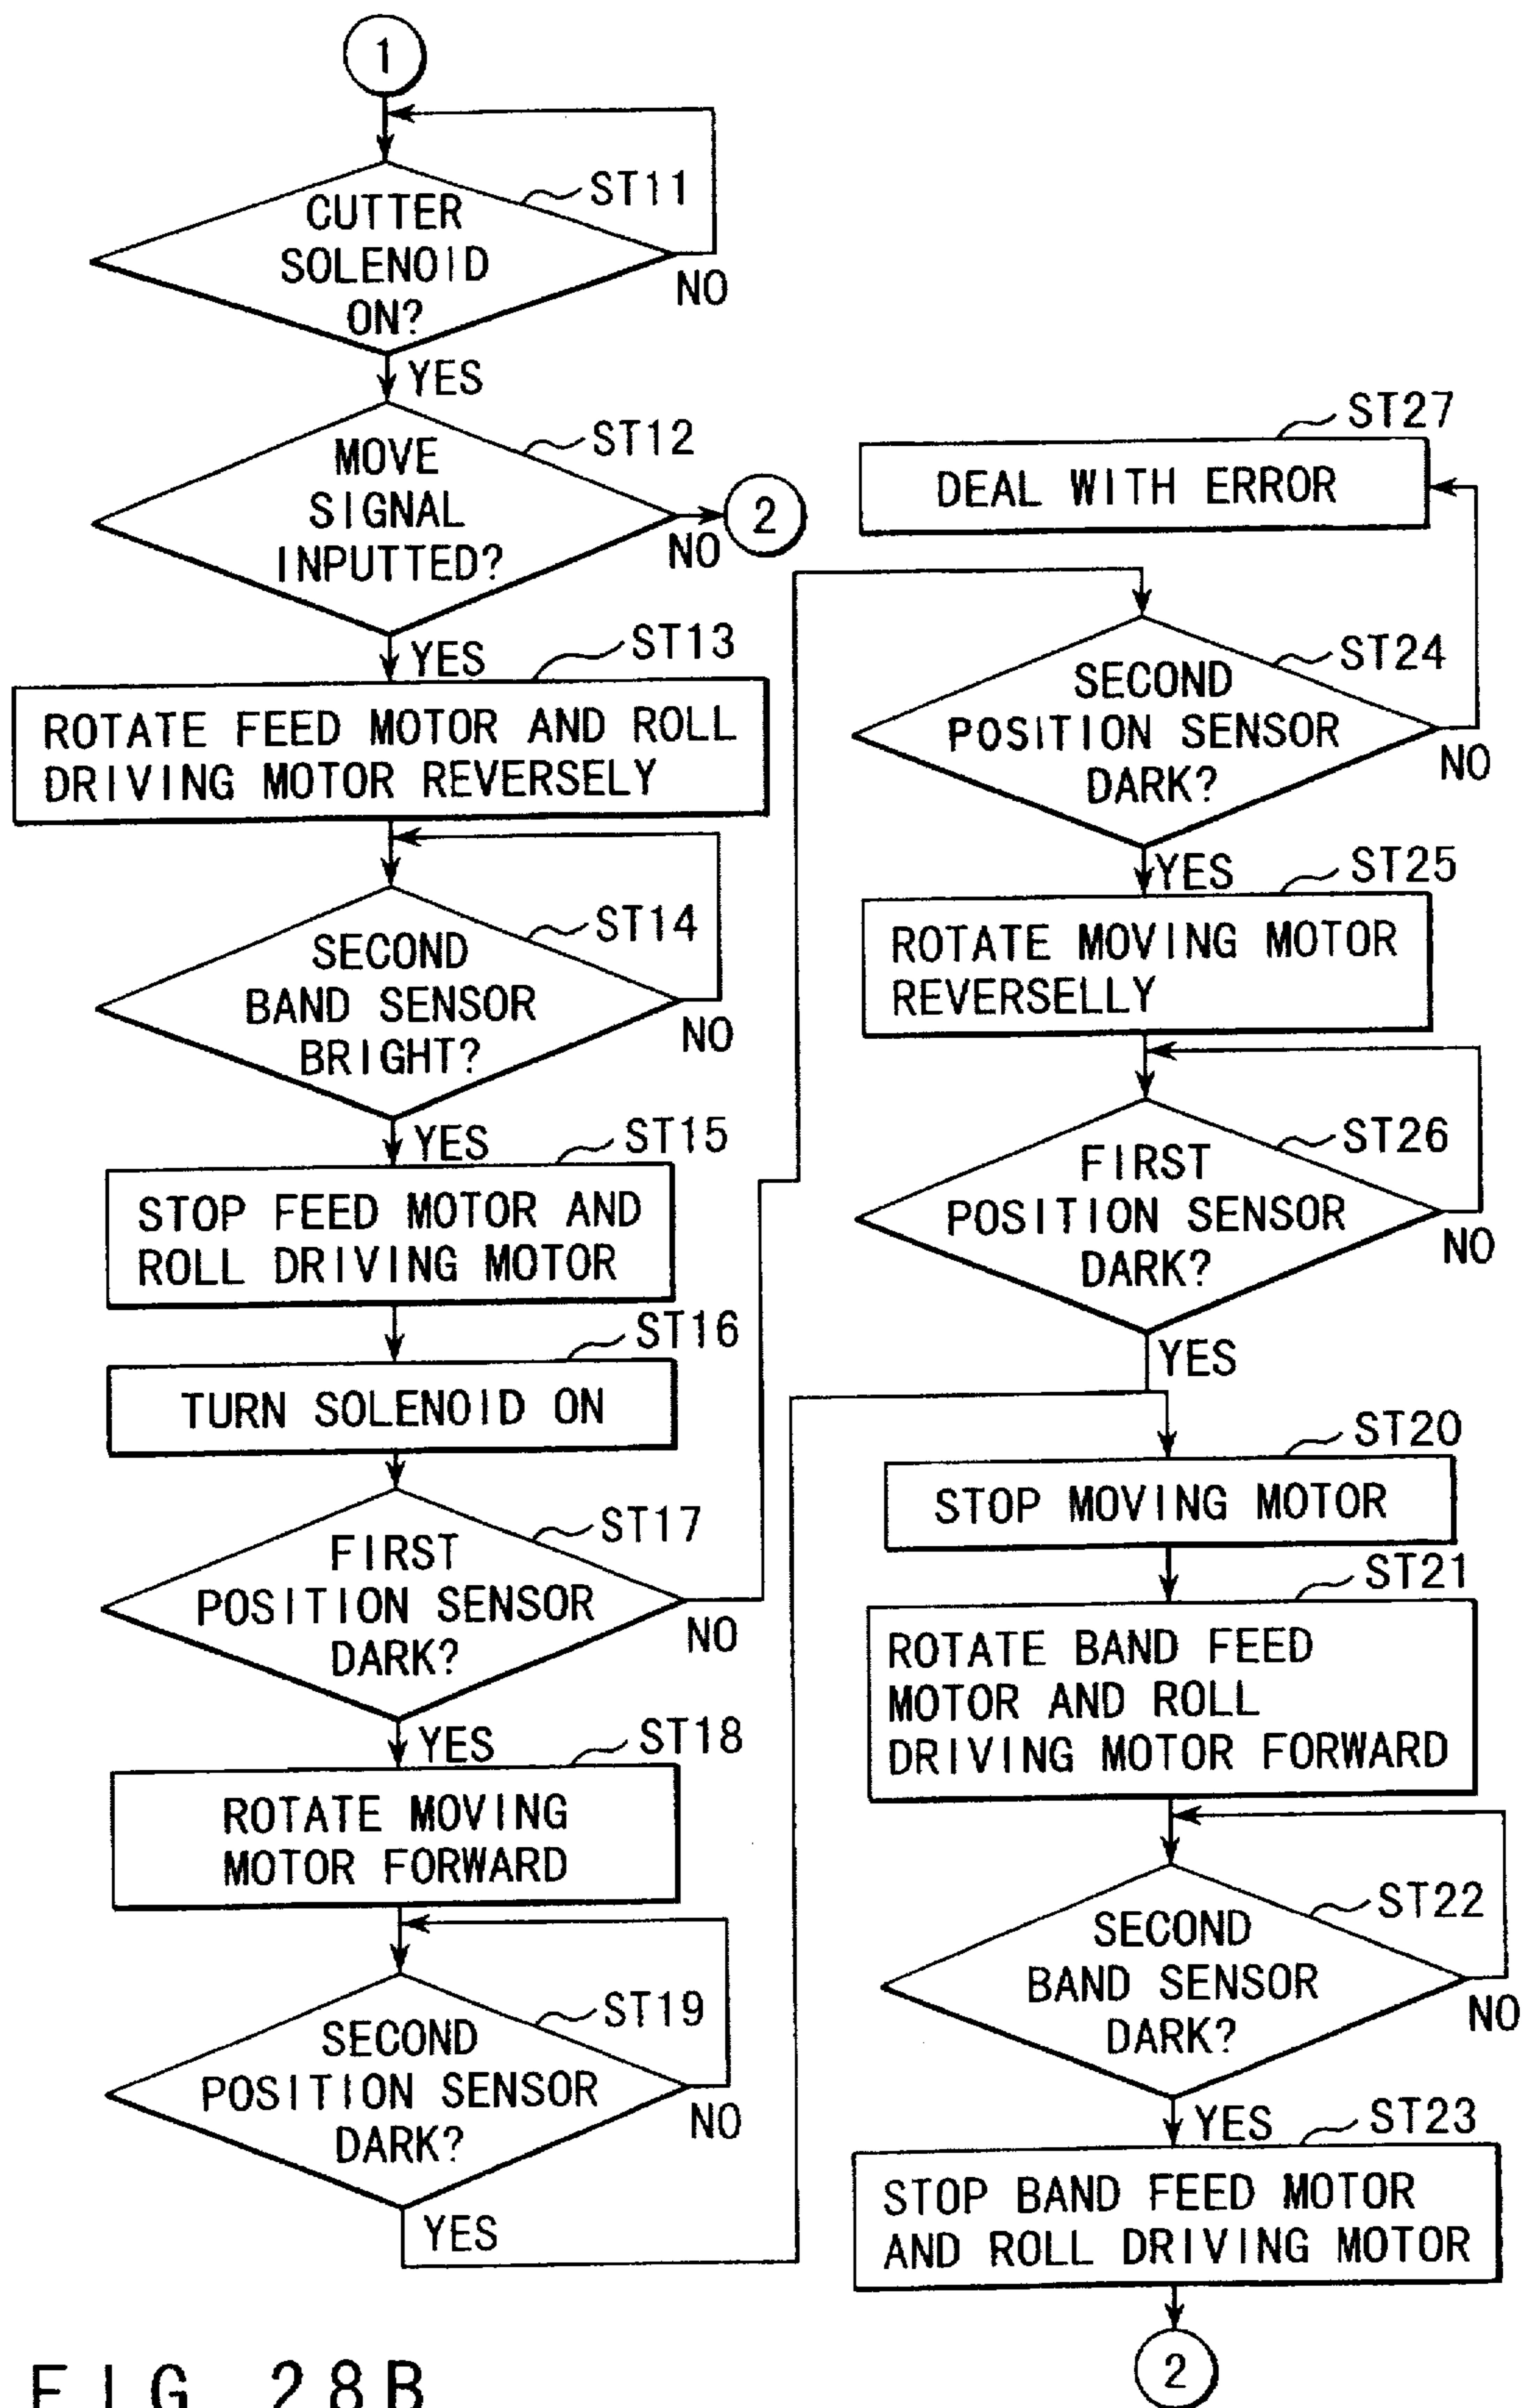 1
ST11
CUTTER
SOLENOID
ON?
NO
YES
ST12
MOVE
SIGNAL
INPUTTED?
NO
2
YES
ST13
ROTATE FEED MOTOR AND ROLL
DRIVING MOTOR REVERSELY
ST14
SECOND
BAND SENSOR
BRIGHT?
NO
YES
ST15
STOP FEED MOTOR AND
ROLL DRIVING MOTOR
ST16
TURN SOLENOID ON
ST17
FIRST
POSITION SENSOR
DARK?
NO
YES
ST18
ROTATE MOVING
MOTOR FORWARD
ST19
SECOND
POSITION SENSOR
DARK?
NO
YES
ST27
DEAL WITH ERROR
ST24
SECOND
POSITION SENSOR
DARK?
NO
YES
ST25
ROTATE MOVING MOTOR
REVERSELLY
ST26
FIRST
POSITION SENSOR
DARK?
NO
YES
ST20
STOP MOVING MOTOR
ST21
ROTATE BAND FEED
MOTOR AND ROLL
DRIVING MOTOR FORWARD
ST22
SECOND
BAND SENSOR
DARK?
NO
YES
ST23
STOP BAND FEED MOTOR
AND ROLL DRIVING MOTOR
2
FIG. 28B